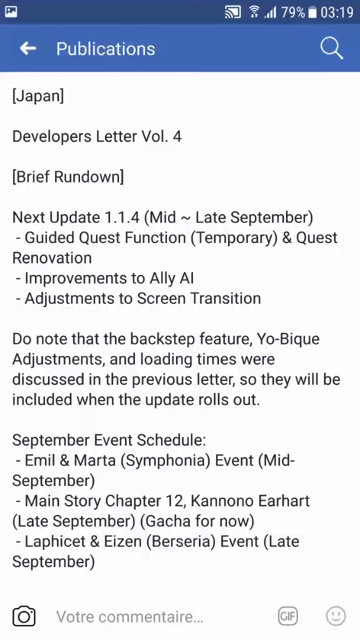 79% 03:19
Publications
[Japan]
Developers Letter Vol. 4
[Brief Rundown]
Next Update 1.1.4 (Mid ~ Late September)
- Guided Quest Function (Temporary) & Quest
Renovation
- Improvements to Ally AI
- Adjustments to Screen Transition
Do note that the backstep feature, Yo-Bique
Adjustments, and loading times were
discussed in the previous letter, so they will be
included when the update rolls out.
September Event Schedule:
- Emil & Marta (Symphonia) Event (Mid-
September)
- Main Story Chapter 12, Kannono Earhart
(Late September) (Gacha for now)
- Laphicet & Eizen (Berseria) Event (Late
September)
Votre commentaire... GIF